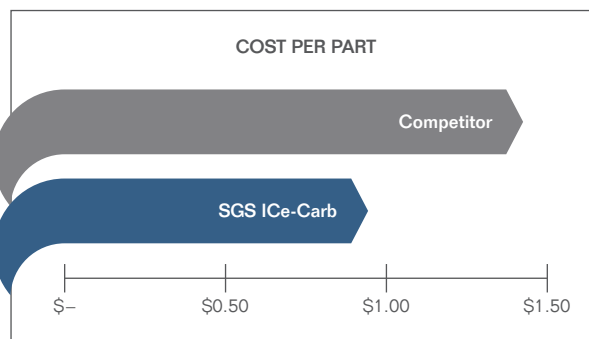 COST PER PART
Competitor
SGS ICe-Carb
$– $0.50 $1.00 $1.50